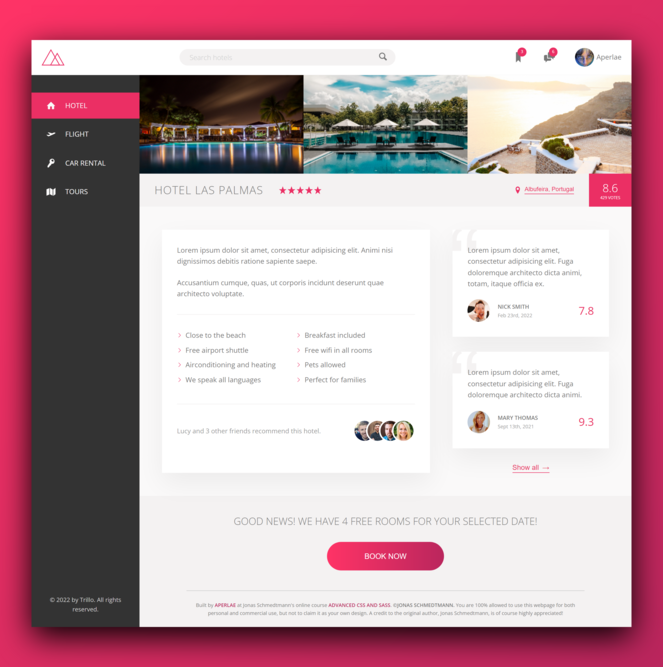 Search hotels
Aperlae
HOTEL
FLIGHT
CAR RENTAL
TOURS
HOTEL LAS PALMAS
Albufeira, Portugal
8.6
429 VOTES
Lorem ipsum dolor sit amet, consectetur adipisicing elit. Animi nisi
dignissimos debitis ratione sapiente saepe.
Accusantium cumque, quas, ut corporis incidunt deserunt quae
architecto voluptate.
Close to the beach
Breakfast included
Free airport shuttle
Free wifi in all rooms
Airconditioning and heating
Pets allowed
We speak all languages
Perfect for families
Lucy and 3 other friends recommend this hotel.
Lorem ipsum dolor sit amet,
consectetur adipisicing elit. Fuga
doloremque architecto dicta animi,
totam, itaque officia ex.
NICK SMITH
Feb 23rd, 2022
7.8
Lorem ipsum dolor sit amet,
consectetur adipisicing elit. Fuga
doloremque architecto dicta animi.
MARY THOMAS
Sept 13th, 2021
9.3
Show all →
GOOD NEWS! WE HAVE 4 FREE ROOMS FOR YOUR SELECTED DATE!
BOOK NOW
© 2022 by Trillo. All rights
reserved.
Built by APERLAE at Jonas Schmedtmann's online course ADVANCED CSS AND SASS. ©JONAS SCHMEDTMANN. You are 100% allowed to use this webpage for both
personal and commercial use, but not to claim it as your own design. A credit to the original author, Jonas Schmedtmann, is of course highly appreciated!